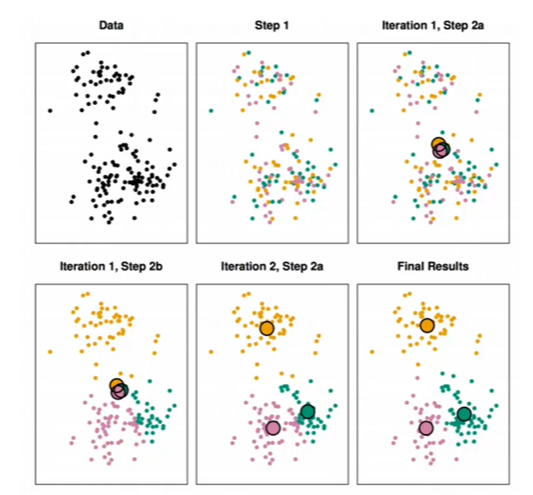 Data
Step 1
Iteration 1, Step 2a
Iteration 1, Step 2b
Iteration 2, Step 2a
Final Results